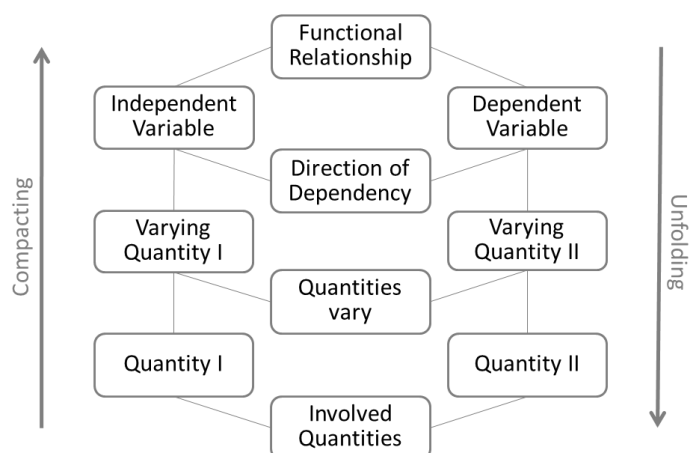 Functional
Relationship
Independent
Variable
Dependent
Variable
Direction of
Dependency
Varying
Quantity I
Varying
Quantity II
Quantities
vary
Quantity I
Quantity II
Involved
Quantities
Compacting
Unfolding